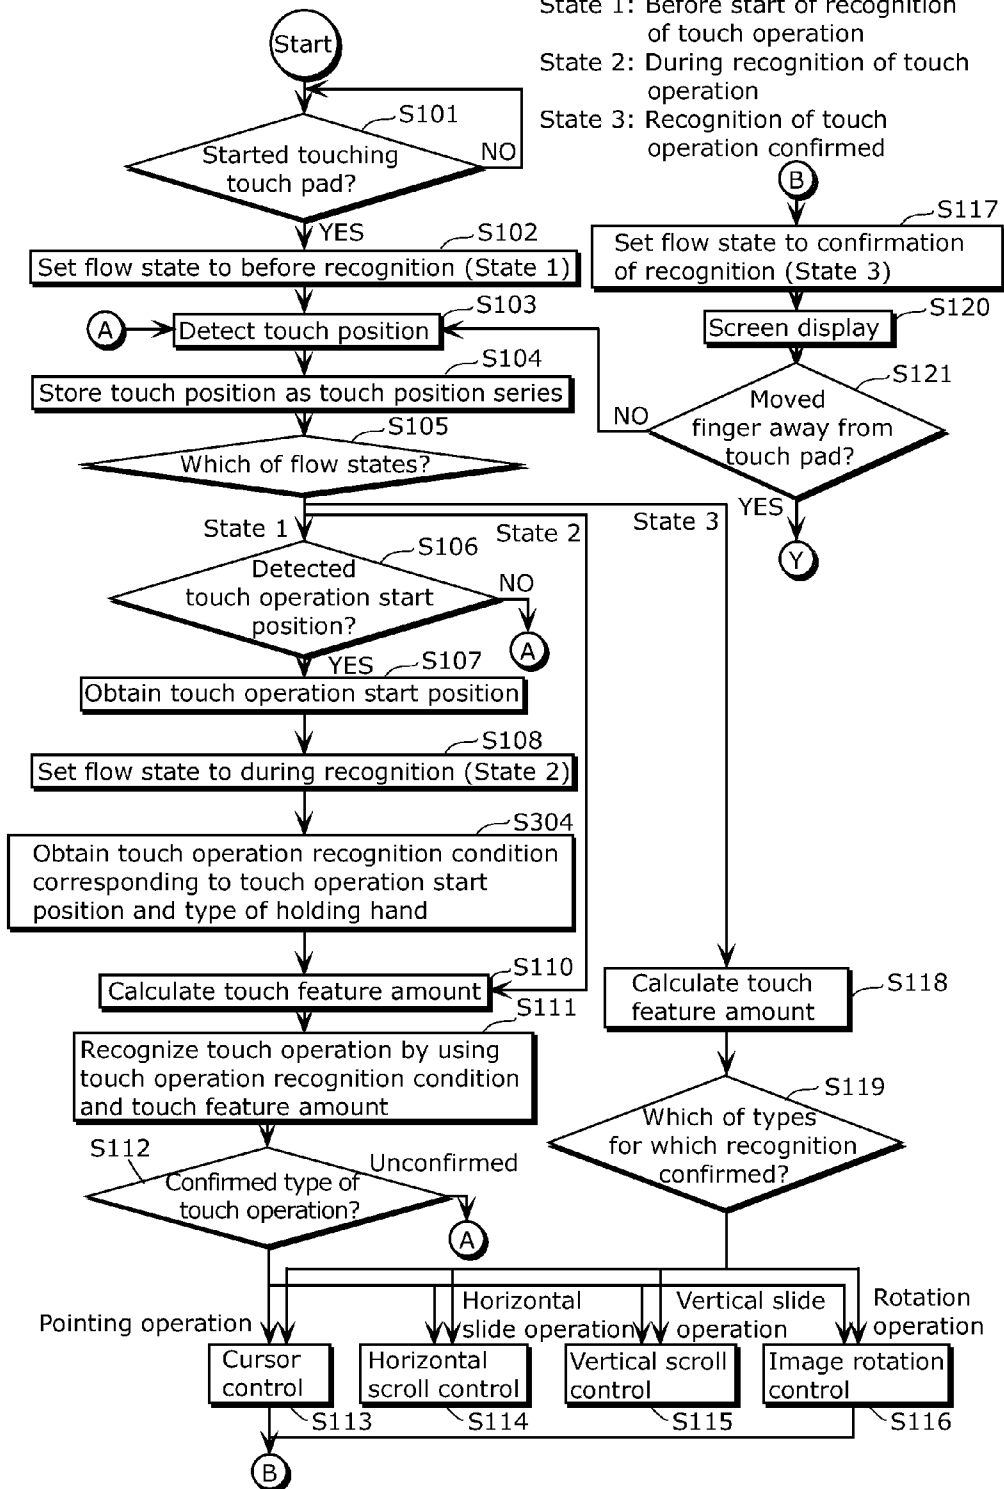 State 1: Before start of recognition
of touch operation
State 2: During recognition of touch
operation
State 3: Recognition of touch
operation confirmed
Start
S101
Started touching
touch pad?
NO
YES
S102
Set flow state to before recognition (State 1)
A
S103
Detect touch position
S104
Store touch position as touch position series
S105
Which of flow states?
State 1
State 2
State 3
S106
Detected
touch operation start
position?
NO
A
YES
S107
Obtain touch operation start position
S108
Set flow state to during recognition (State 2)
S304
Obtain touch operation recognition condition
corresponding to touch operation start
position and type of holding hand
S110
Calculate touch feature amount
S111
Recognize touch operation by using
touch operation recognition condition
and touch feature amount
S112
Confirmed type of
touch operation?
Unconfirmed
A
B
S117
Set flow state to confirmation
of recognition (State 3)
S120
Screen display
S121
Moved
finger away from
touch pad?
NO
YES
Y
Calculate touch
feature amount
S118
S119
Which of types
for which recognition
confirmed?
Pointing operation
Horizontal
slide operation
Vertical slide
operation
Rotation
operation
Cursor
control
S113
Horizontal
scroll control
S114
Vertical scroll
control
S115
Image rotation
control
S116
B